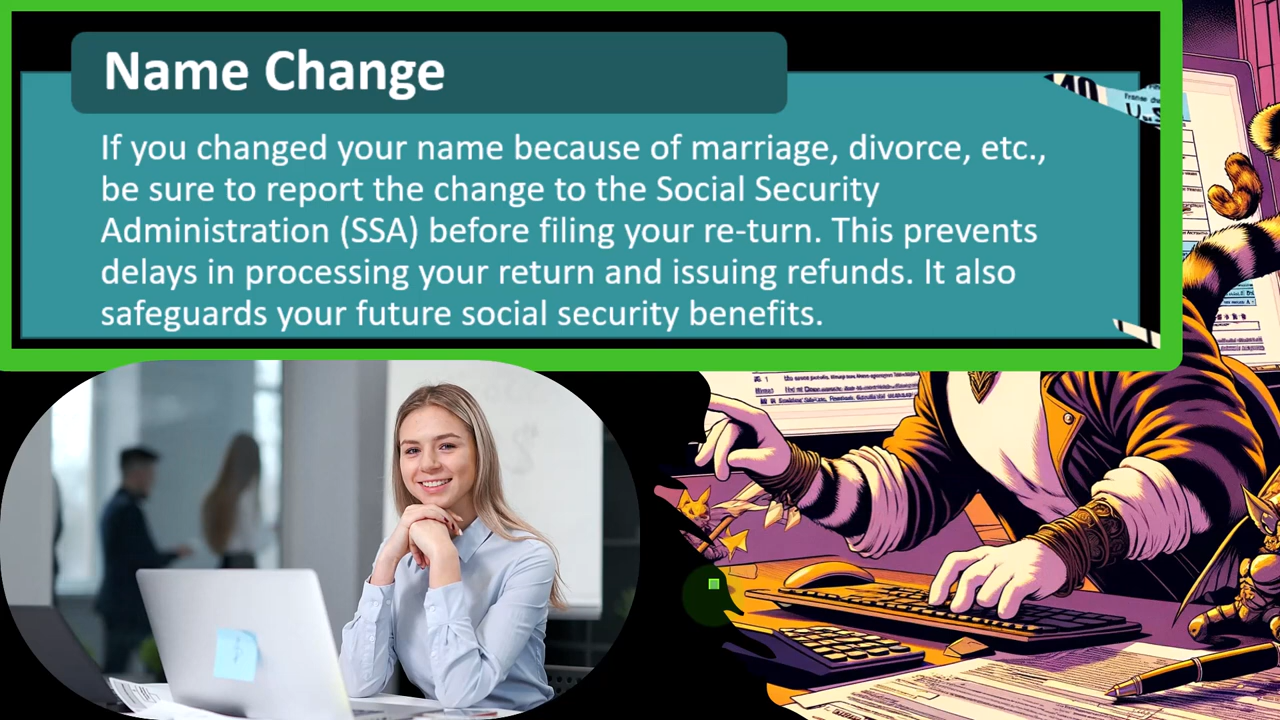 Name Change
If you changed your name because of marriage, divorce, etc.,
be sure to report the change to the Social Security
Administration (SSA) before filing your re-turn. This prevents
delays in processing your return and issuing refunds. It also
safeguards your future social security benefits.